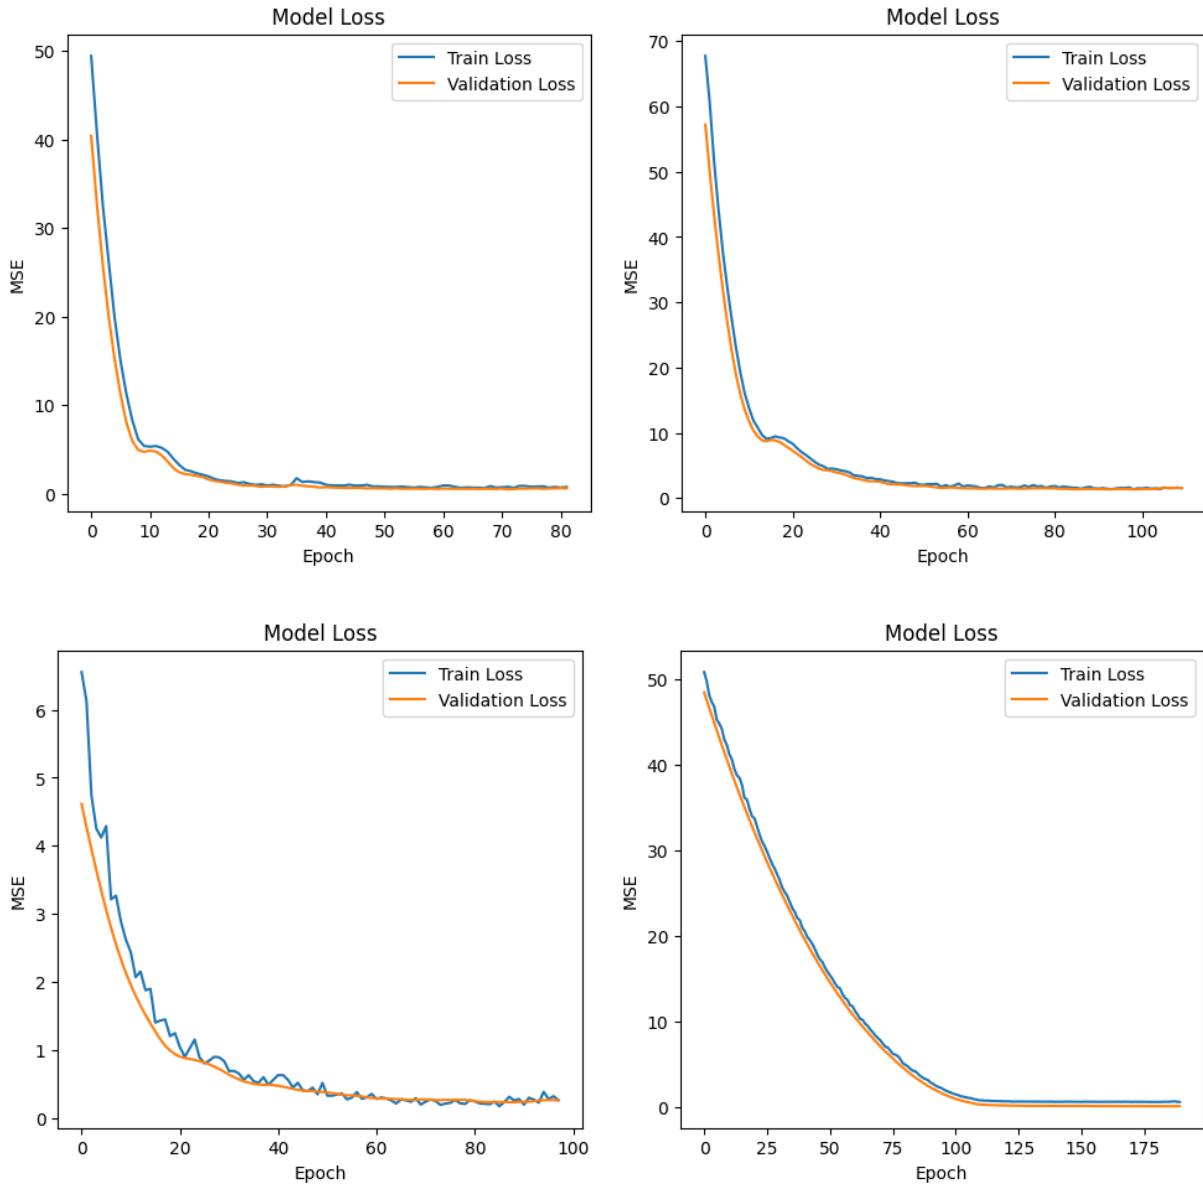 Model Loss
Train Loss
Validation Loss
MSE
50
40
30
20
10
0
0 10 20 30 40 50 60 70 80
Epoch
Model Loss
Train Loss
Validation Loss
MSE
70
60
50
40
30
20
10
0
0 20 40 60 80 100
Epoch
Model Loss
Train Loss
Validation Loss
MSE
6
5
4
3
2
1
0
0 20 40 60 80 100
Epoch
Model Loss
Train Loss
Validation Loss
MSE
50
40
30
20
10
0
0 25 50 75 100 125 150 175
Epoch